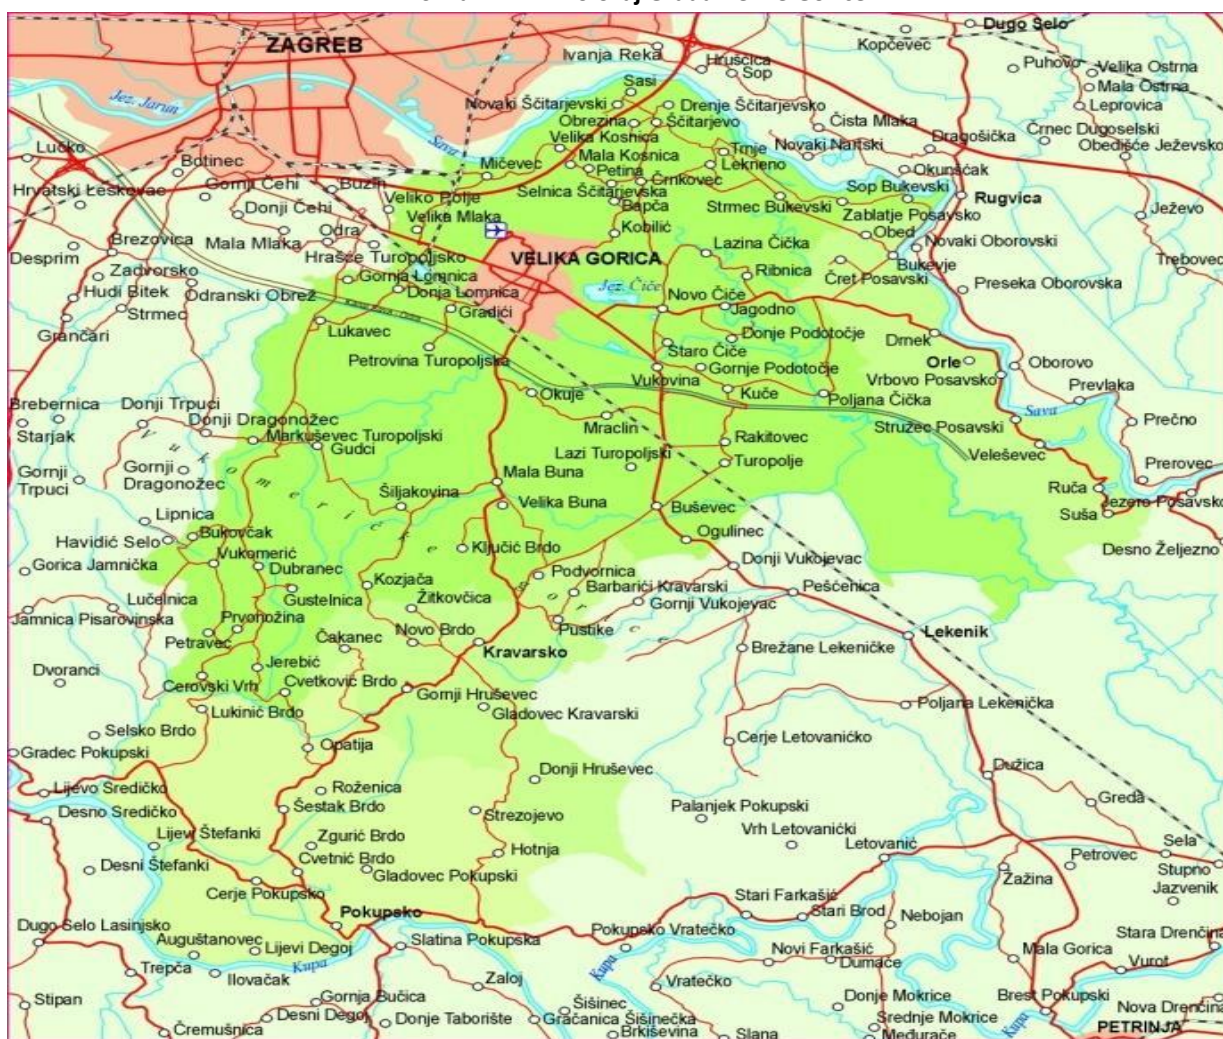 ZAGREB
Dugo Selo
Kopčevec
Ivanja Reka
Hrušcica
Sop
Puhovo
Velika Ostrna
Mala Ostrna
Leprovica
Sasi
Jez. Jarun
Novaki Ščitarjevski
Drenje Ščitarjevsko
Obrezina
Ščitarjevo
Čista Mlaka
Črnec Dugoselski
Dragošička
Velika Kosnica
Sava
Lučko
Botinec
Mičevec
Mala Kosnica
Trnje
Novaki Nartski
Obedišće Ježevsko
Petina
Lekneno
Okunšćak
Hrvatski Leskovac
Gornji Čehi
Buzin
Črnkovec
Selnica Ščitarjevska
Sop Bukevski
Rugvica
Veliko Polje
Donji Čehi
Bapča
Strmec Bukevski
Zablatje Posavsko
Ježevo
Velika Mlaka
Odra
Mala Mlaka
Kobilić
Obed
Brezovica
Desprim
Hrašće Turopoljsko
VELIKA GORICA
Lazina Čička
Novaki Oborovski
Bukevje
Trebovec
Zadvorsko
Gornja Lomnica
Ribnica
Čret Posavski
Hudi Bitek
Odranski Obrež
Donja Lomnica
Jez. Čiče
Novo Čiče
Preseka Oborovska
Strmec
Gradići
Jagodno
Grančari
Lukavec
Donje Podotočje
Drnek
Petrovina Turopoljska
Staro Čiče
Gornje Podotočje
Orle
Oborovo
Vukovina
Vrbovo Posavsko
Prevlaka
Okuje
Kuče
Poljana Čička
Brebernica
Donji Trpuci
Donji Dragonožec
Sava
Prečno
Starjak
Mraclin
Stružec Posavski
Markuševec Turopoljski
Gudci
Rakitovec
Lazi Turopoljski
Veleševec
Gornji
Trpuci
Gornji
Dragonožec
Turopolje
Prerovec
Mala Buna
Ruča
Šiljakovina
Velika Buna
Buševec
Suša
Jezero Posavsko
Lipnica
Vukomeričke
Bukovčak
Ogulinec
Havidić Selo
Ključić Brdo
Desno Željezno
Vukomerić
Donji Vukojevac
Gorica Jamnička
Dubranec
Kozjača
Podvornica
gorice
Barbarići Kravarski
Pešćenica
Gustelnica
Lučelnica
Žitkovčica
Gornji Vukojevac
Jamnica Pisarovinska
Prvonožina
Pustike
Čakanec
Novo Brdo
Lekenik
Petravec
Kravarsko
Brežane Lekeničke
Dvoranci
Jerebić
Cerovski Vrh
Cvetković Brdo
Gornji Hruševec
Lukinić Brdo
Gladovec Kravarski
Poljana Lekenička
Selsko Brdo
Opatija
Cerje Letovanićko
Gradec Pokupski
Donji Hruševec
Dužica
Lijevo Sredičko
Roženica
Palanjek Pokupski
Greda
Desno Sredičko
Šestak Brdo
Strezojevo
Vrh Letovanićki
Lijevi Štefanki
Zgurić Brdo
Letovanić
Sela
Hotnja
Desni Štefanki
Cvetnić Brdo
Petrovec
Stupno
Gladovec Pokupski
Žažina
Jazvenik
Cerje Pokupsko
Stari Farkašić
Pokupsko
Stari Brod
Nebojan
Dugo Selo Lasinjsko
Pokupsko Vratečko
Auguštanovec
Lijevi Degoj
Slatina Pokupska
Stara Drenčina
Novi Farkašić
Mala Gorica
Kupa
Trepča
Ilovačak
Kupa
Dumače
Vurot
Zaloj
Vratečko
Stipan
Gornja Bučica
Šišinec
Donje Mokrice
Brest Pokupski
Nova Drenčina
Desni Degoj
Donje Taborište
Gračanica Šišinečka
Srednje Mokrice
Kupa
Čremušnica
Brkiševina
Slana
Međurače
PETRINJA